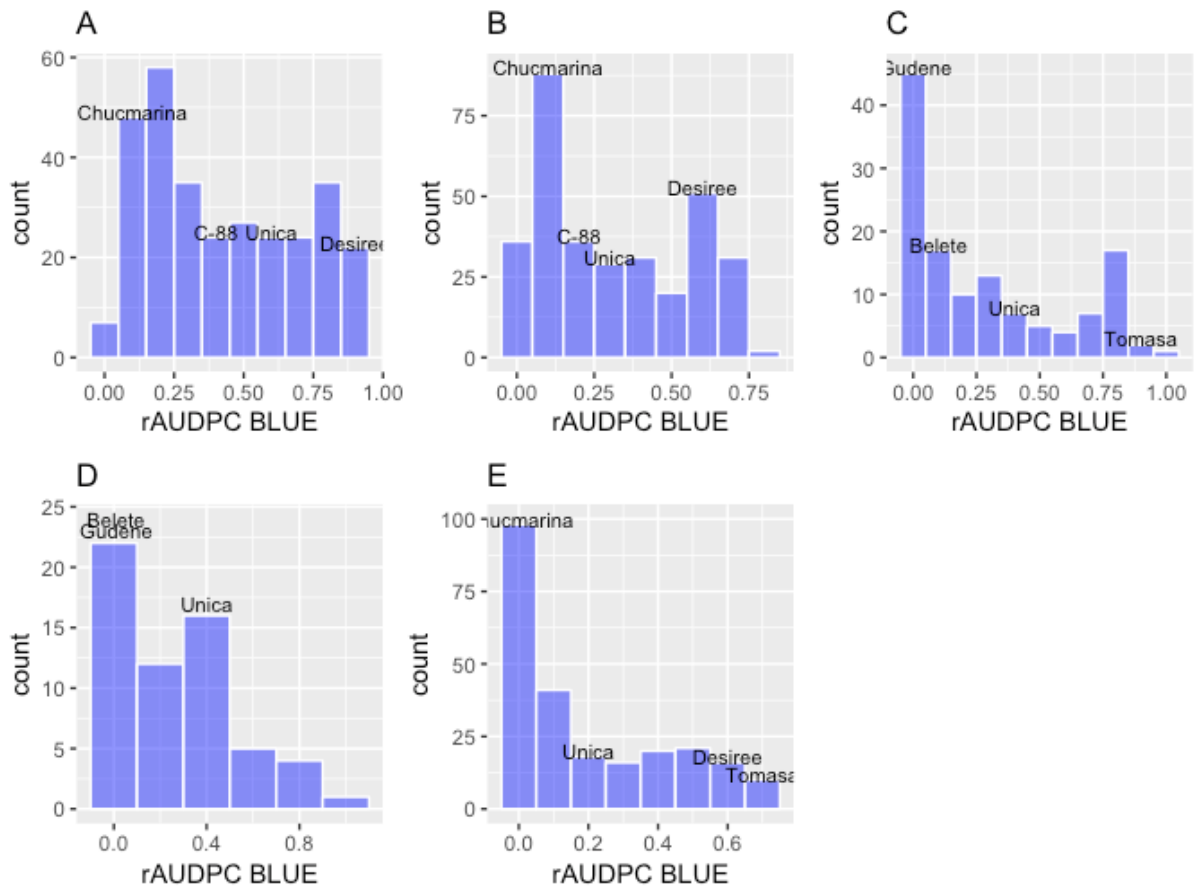 A
60
40
20
0
count
Chucmarina
C-88
Unica
Desiree
0.00 0.25 0.50 0.75 1.00
rAUDPC BLUE
B
75
50
25
0
count
Chucmarina
C-88
Unica
Desiree
0.00 0.25 0.50 0.75
rAUDPC BLUE
C
40
30
20
10
0
count
Gudene
Belete
Unica
Tomasa
0.00 0.25 0.50 0.75 1.00
rAUDPC BLUE
D
25
20
15
10
5
0
count
Belete
Gudene
Unica
0.0 0.4 0.8
rAUDPC BLUE
E
100
75
50
25
0
count
hucmarina
Unica
Desiree
Tomasa
0.0 0.2 0.4 0.6
rAUDPC BLUE